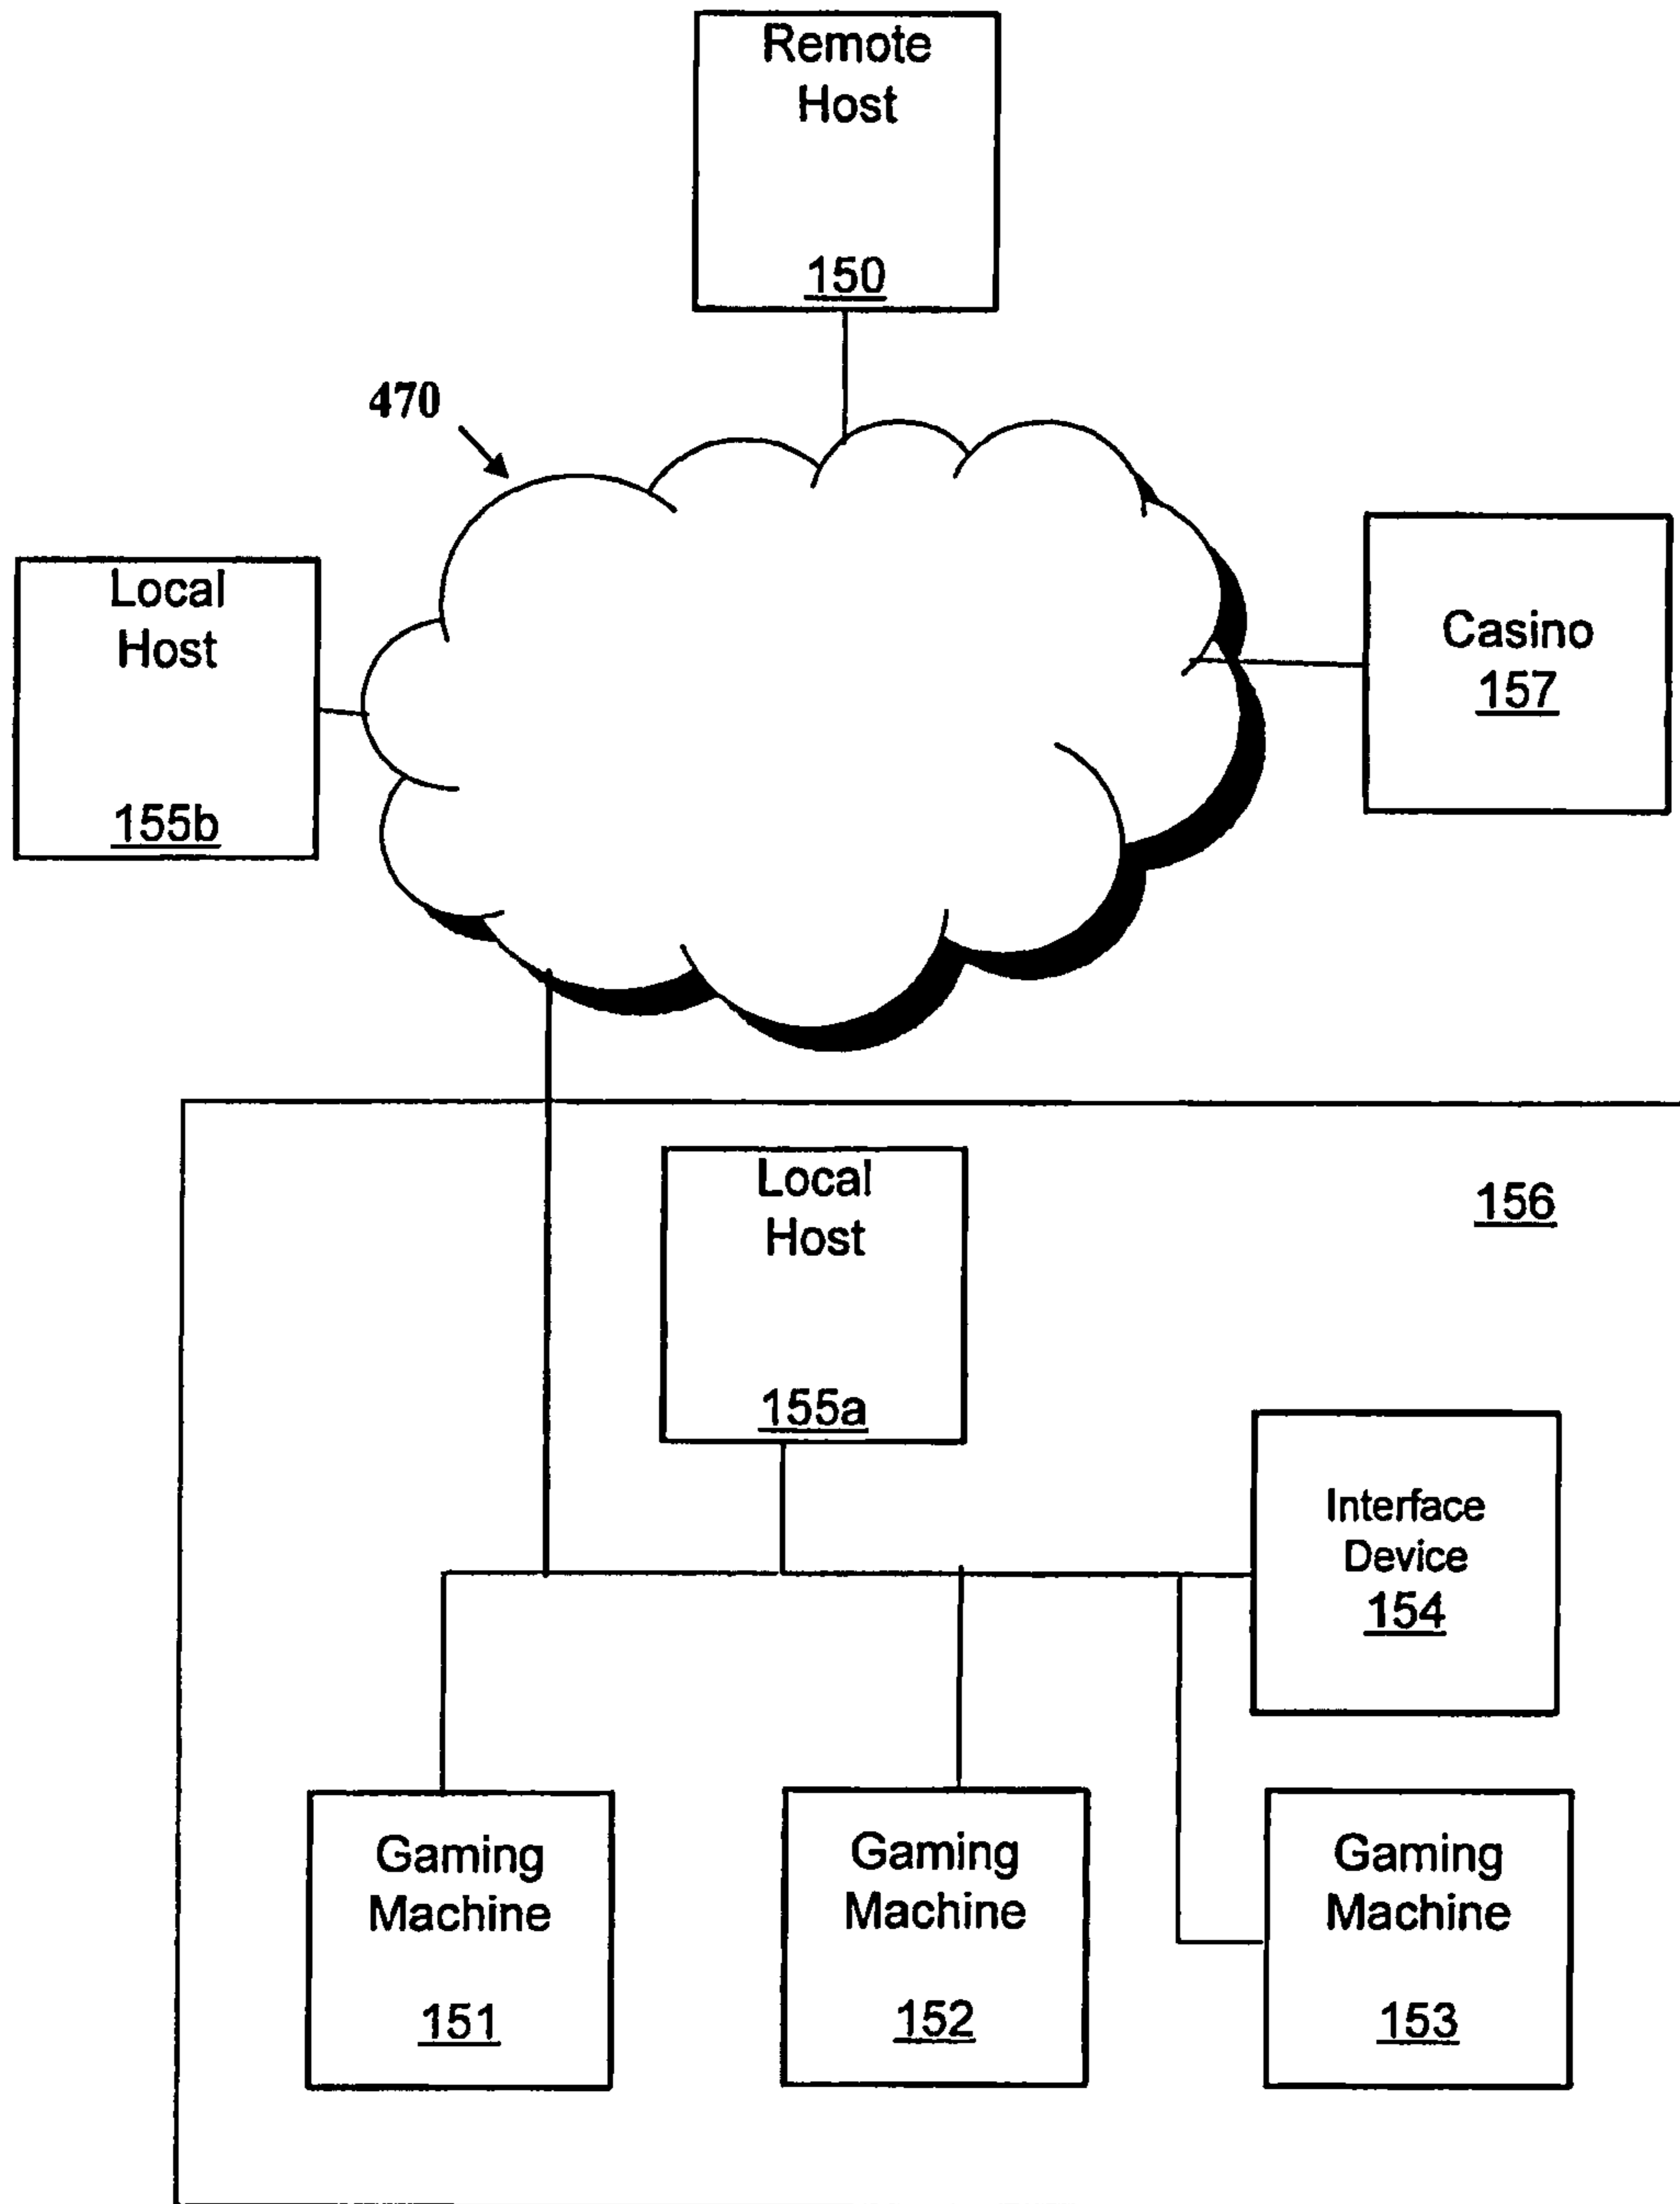 Remote
Host
150
470
Local
Host
155b
Casino
157
Local
Host
155a
156
Interface
Device
154
Gaming
Machine
151
Gaming
Machine
152
Gaming
Machine
153